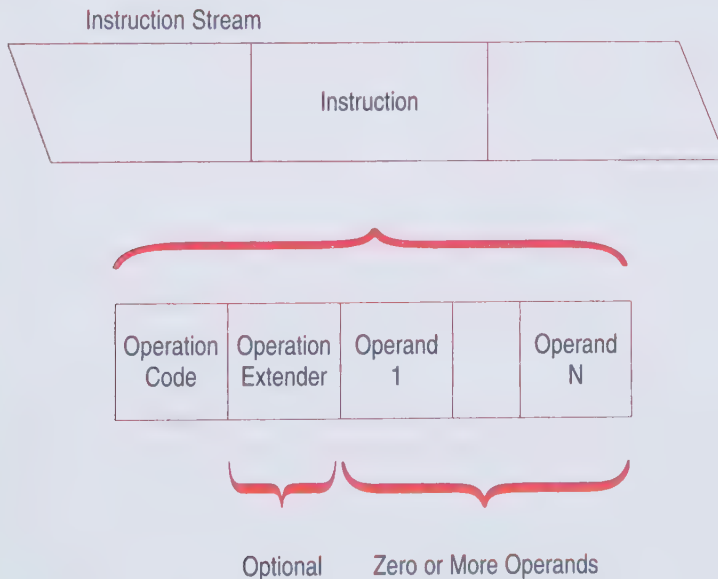 Instruction Stream
Instruction
Operation Code
Operation Extender
Operand 1
Operand N
Optional
Zero or More Operands